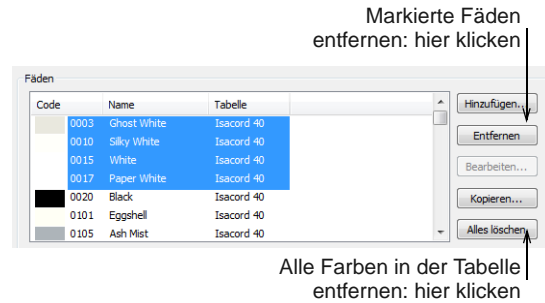 Markierte Fäden
entfernen: hier klicken
Fäden
Code Name Tabelle
Hinzufügen...
0003 Ghost White Isacord 40
0010 Silky White Isacord 40
Entfernen
0015 White Isacord 40
Bearbeiten...
0017 Paper White Isacord 40
0020 Black Isacord 40
Kopieren...
0101 Eggshell Isacord 40
0105 Ash Mist Isacord 40
Alles löschen
Alle Farben in der Tabelle
entfernen: hier klicken